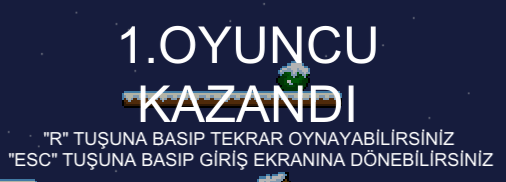 1.OYUNCU
KAZANDI
"R" TUŞUNA BASIP TEKRAR OYNAYABİLİRSİNİZ
"ESC" TUŞUNA BASIP GİRİŞ EKRANINA DÖNEBİLİRSİNİZ